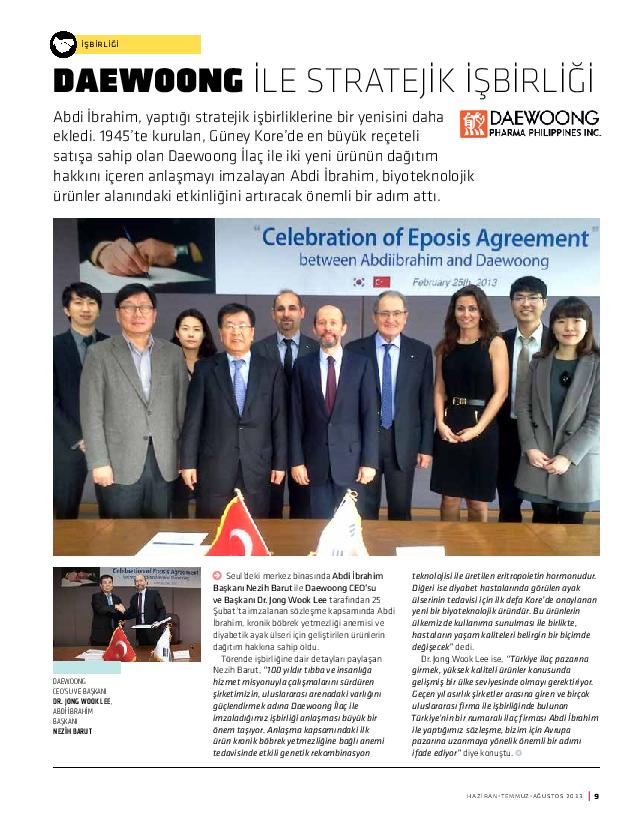 İŞBİRLİĞİ
DAEWOONG İLE STRATEJİK İŞBİRLİĞİ
Abdi İbrahim, yaptığı stratejik işbirliklerine bir yenisini daha
ekledi. 1945’te kurulan, Güney Kore’de en büyük reçeteli
satışa sahip olan Daewoong İlaç ile iki yeni ürünün dağıtım
hakkını içeren anlaşmayı imzalayan Abdi İbrahim, biyoteknolojik
ürünler alanındaki etkinliğini artıracak önemli bir adım attı.
DAEWOONG
PHARMA PHILIPPINES INC.
"Celebration of Eposis Agreement"
between Abdiibrahim and Daewoong
February 25th, 2013
Celebration of Eposis Agreement
DAEWOONG
CEO'SU VE BAŞKANI
DR. JONG WOOK LEE,
ABDİ İBRAHİM
BAŞKANI
NEZİH BARUT
Seul'deki merkez binasında Abdi İbrahim
Başkanı Nezih Barut ile Daewoong CEO'su
ve Başkanı Dr. Jong Wook Lee tarafından 25
Şubat'ta imzalanan sözleşme kapsamında Abdi
İbrahim, kronik böbrek yetmezliği anemisi ve
diyabetik ayak ülseri için geliştirilen ürünlerin
dağıtım hakkına sahip oldu.
Törende işbirliğine dair detayları paylaşan
Nezih Barut, "100 yıldır tıbba ve insanlığa
hizmet misyonuyla çalışmalarını sürdüren
şirketimizin, uluslararası arenadaki varlığını
güçlendirmek adına Daewoong İlaç ile
imzaladığımız işbirliği anlaşması büyük bir
önem taşıyor. Anlaşma kapsamındaki ilk
ürün kronik böbrek yetmezliğine bağlı anemi
tedavisinde etkili genetik rekombinasyon
teknolojisi ile üretilen eritropoietin hormonudur.
Diğeri ise diyabet hastalarında görülen ayak
ülserinin tedavisi için ilk defa Kore'de onaylanan
yeni bir biyoteknolojik üründür. Bu ürünlerin
ülkemizde kullanıma sunulması ile birlikte,
hastaların yaşam kaliteleri belirgin bir biçimde
değişecek" dedi.
Dr. Jong Wook Lee ise, "Türkiye ilaç pazarına
girmek, yüksek kaliteli ürünler konusunda
gelişmiş bir ülke seviyesinde olmayı gerektiriyor.
Geçen yıl asırlık şirketler arasına giren ve birçok
uluslararası firma ile işbirliğinde bulunan
Türkiye'nin bir numaralı ilaç firması Abdi İbrahim
ile yaptığımız sözleşme, bizim için Avrupa
pazarına uzanmaya yönelik önemli bir adımı
ifade ediyor" diye konuştu.
HAZİRAN-TEMMUZ-AĞUSTOS 2013 | 9